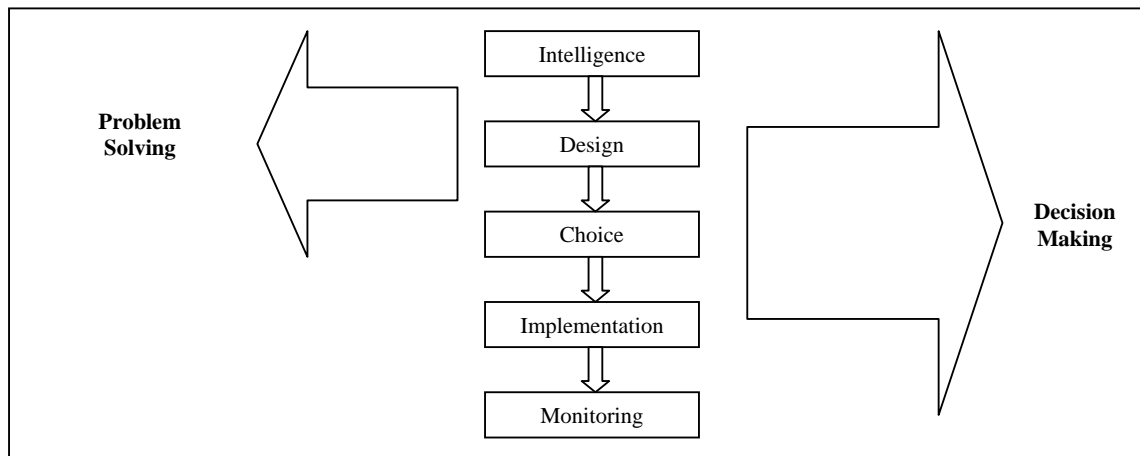 Problem
Solving
Intelligence
Design
Choice
Implementation
Monitoring
Decision
Making